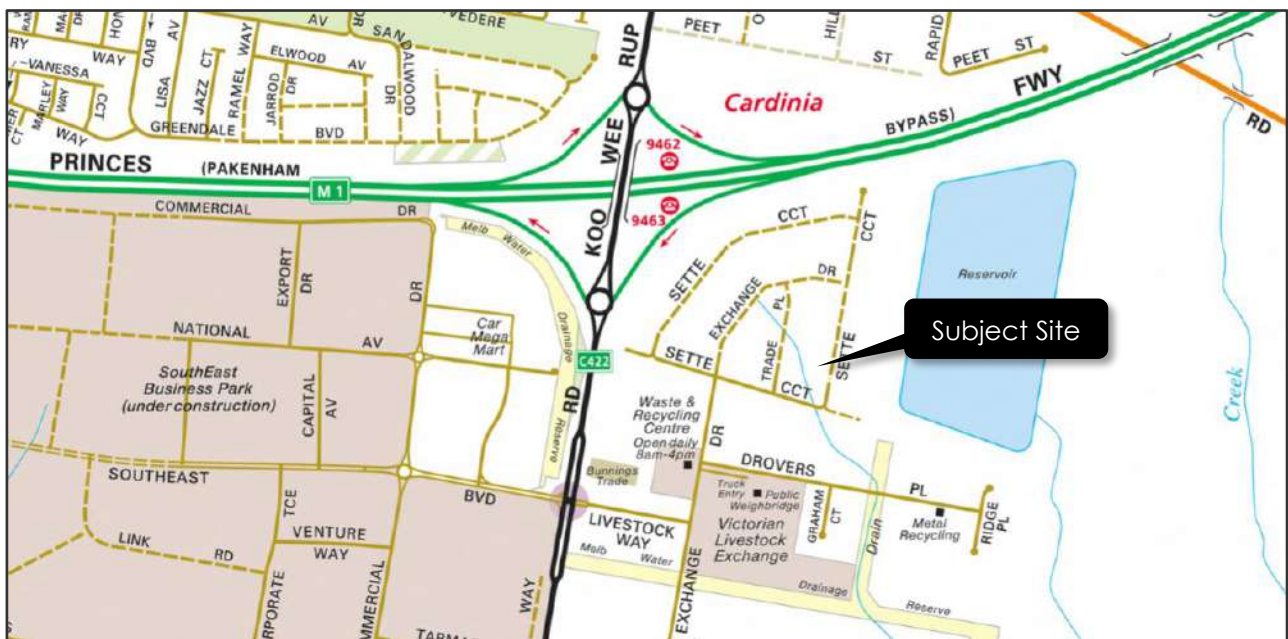 AV
AV
DR
SAN
DALWOOD
DR
RUP
PEET
ST
HILL
RAPID
PEET ST
WAY
BVD
LISA
JAZZ CT
RAMEL WAY
ELWOOD
AV
JARROD
DR
VANESSA
MARLEY
WAY
CCT
CT
WAY
GREENDALE
BVD
Cardinia
BYPASS)
FWY
RD
WEE
9462
PRINCES
(PAKENHAM
M 1
COMMERCIAL
DR
KOO
9463
Melb Water
Drainage
Reserve
CCT
CCT
SETTE
DR
EXCHANGE
PL
TRADE
SETTE
SETTE
CCT
Reservoir
Subject Site
Creek
EXPORT
DR
DR
NATIONAL
AV
Car
Mega
Mart
C422
RD
SouthEast
Business Park
(under construction)
CAPITAL
AV
Waste &
Recycling
Centre
Open daily
8am-4pm
DR
DROVERS
PL
Bunnings
Trade
Truck
Entry
Public
Weighbridge
Victorian
Livestock
Exchange
GRAHAM
CT
Drain
Metal
Recycling
RIDGE
PL
SOUTHEAST
BVD
LIVESTOCK
WAY
TCE
VENTURE
WAY
LINK
RD
Melb Water
Drainage
Reserve
EXCHANGE
WAY